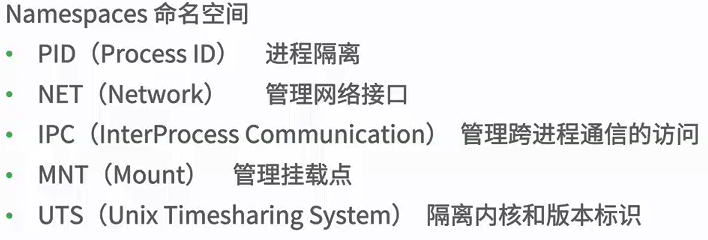 Namespaces 命名空间
• PID（Process ID） 进程隔离
• NET（Network） 管理网络接口
• IPC（InterProcess Communication） 管理跨进程通信的访问
• MNT（Mount） 管理挂载点
• UTS（Unix Timesharing System） 隔离内核和版本标识